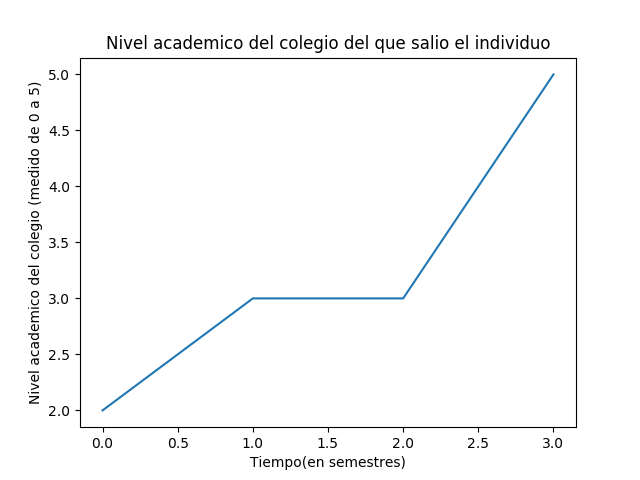 Nivel academico del colegio del que salio el individuo
Nivel academico del colegio (medido de 0 a 5)
5.0
4.5
4.0
3.5
3.0
2.5
2.0
0.0 0.5 1.0 1.5 2.0 2.5 3.0
Tiempo(en semestres)